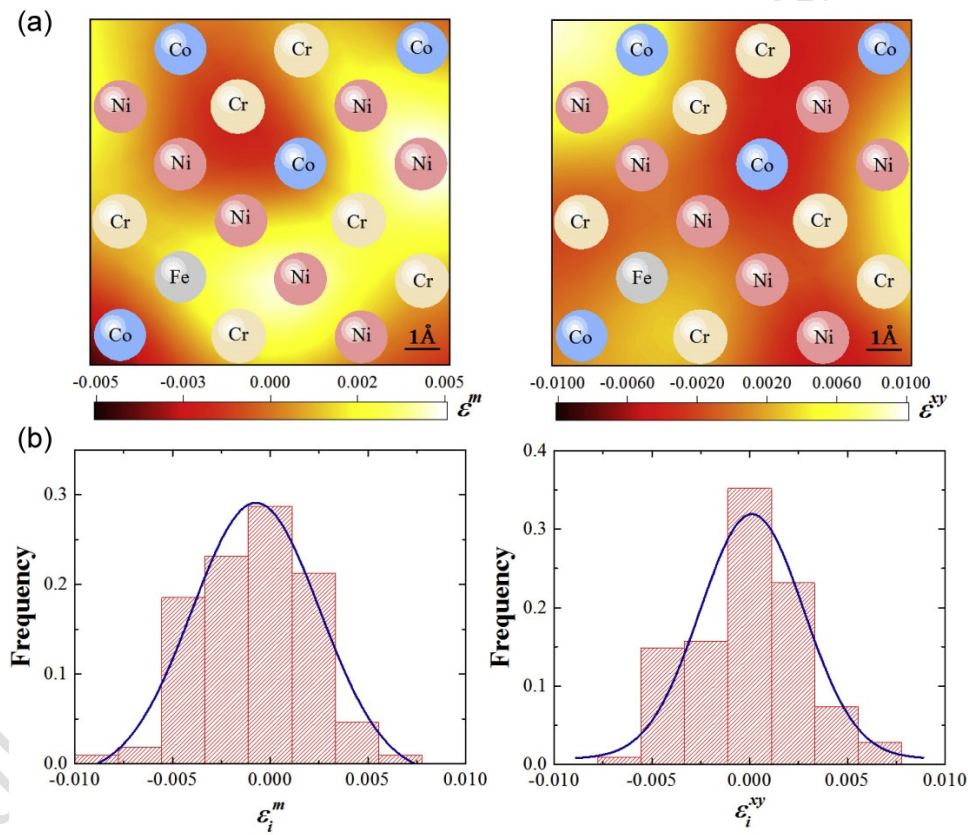 (a)
Co Cr Co
Ni Cr Ni
Ni Co Ni
Cr Ni Cr
Fe Ni Cr
Co Cr Ni
1Å
-0.005 -0.003 0.000 0.002 0.005
ε^m
Co Cr Co
Ni Cr Ni
Ni Co Ni
Cr Ni Cr
Fe Ni Cr
Co Cr Ni
1Å
-0.0100 -0.0060 -0.0020 0.0020 0.0060 0.0100
ε^xy
(b)
Frequency
0.3
0.2
0.1
0.0
-0.010 -0.005 0.000 0.005 0.010
ε_i^m
Frequency
0.4
0.3
0.2
0.1
0.0
-0.010 -0.005 0.000 0.005 0.010
ε_i^xy